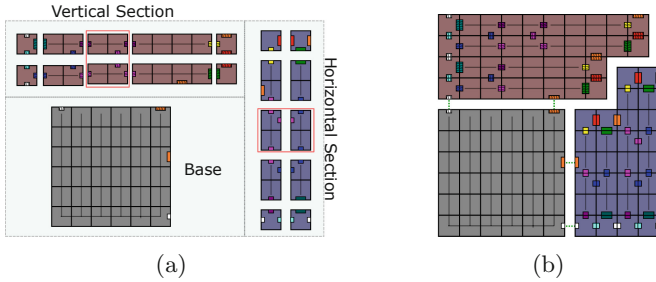 Vertical Section
Horizontal Section
Base
(a)
(b)